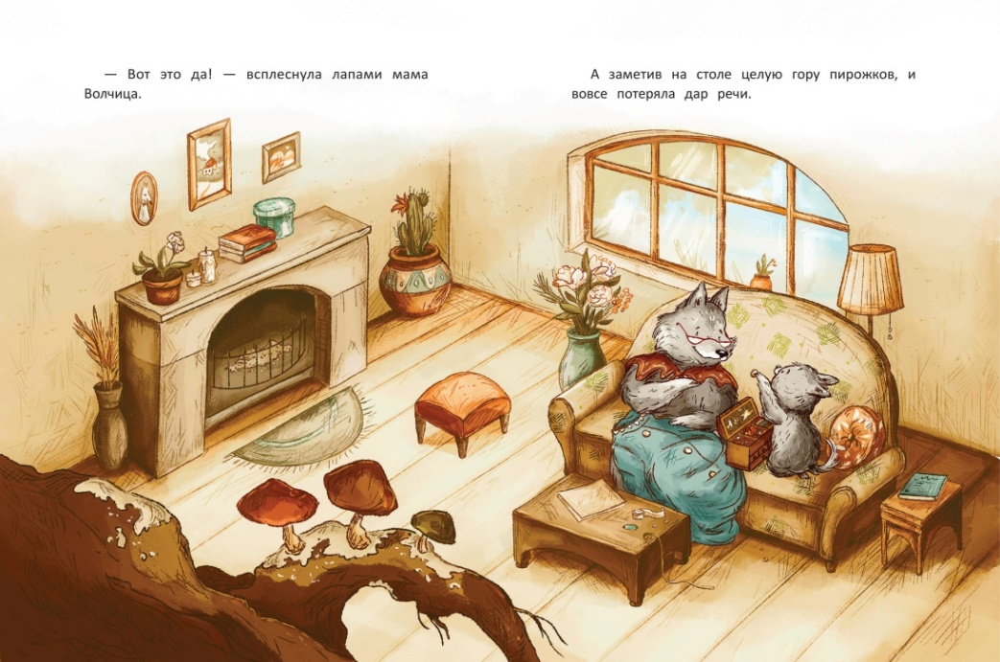 — Вот это да! — всплеснула лапами мама
Волчица.
А заметив на столе целую гору пирожков, и
вовсе потеряла дар речи.